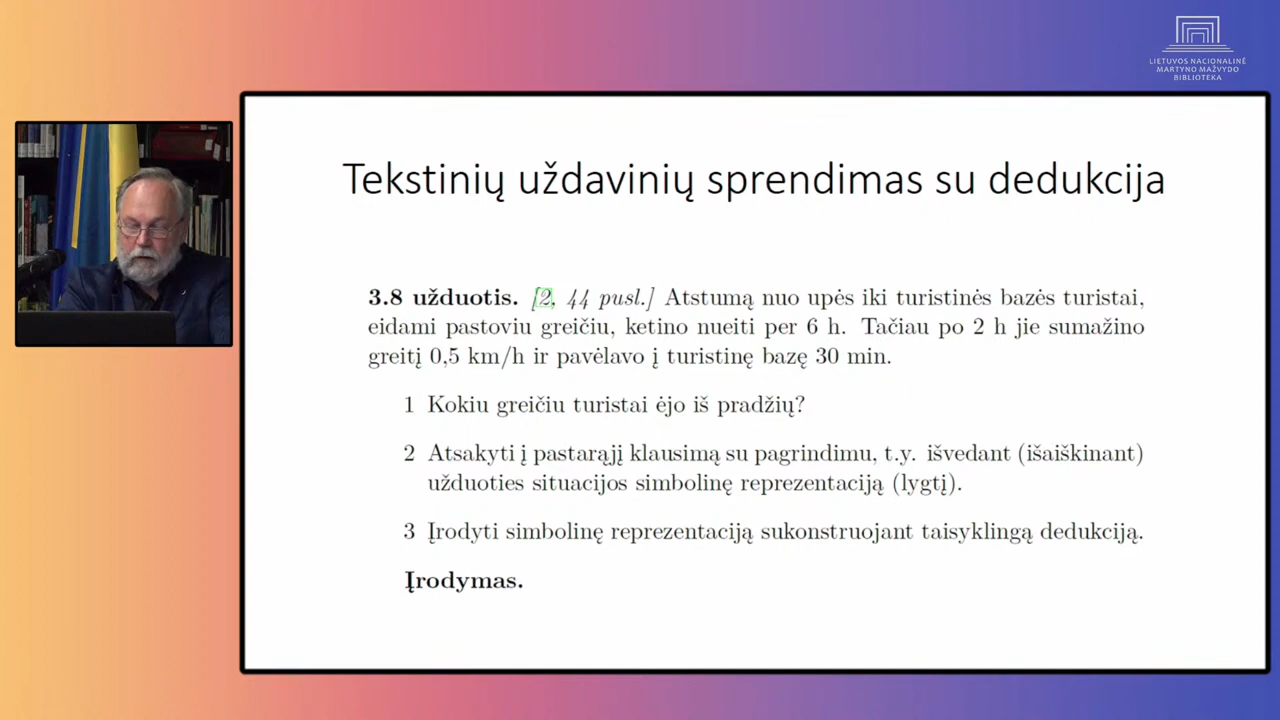 LIETUVOS NACIONALINĖ
MARTYNO MAŽVYDO
BIBLIOTEKA
Tekstinių uždavinių sprendimas su dedukcija
3.8 užduotis. [2, 44 pusl.] Atstumą nuo upės iki turistinės bazės turistai,
eidami pastoviu greičiu, ketino nueiti per 6 h. Tačiau po 2 h jie sumažino
greitį 0,5 km/h ir pavėlavo į turistinę bazę 30 min.
1 Kokiu greičiu turistai ėjo iš pradžių?
2 Atsakyti į pastarąjį klausimą su pagrindimu, t.y. išvedant (išaiškinant)
užduoties situacijos simbolinę reprezentaciją (lygtį).
3 Įrodyti simbolinę reprezentaciją sukonstruojant taisyklingą dedukciją.
Įrodymas.